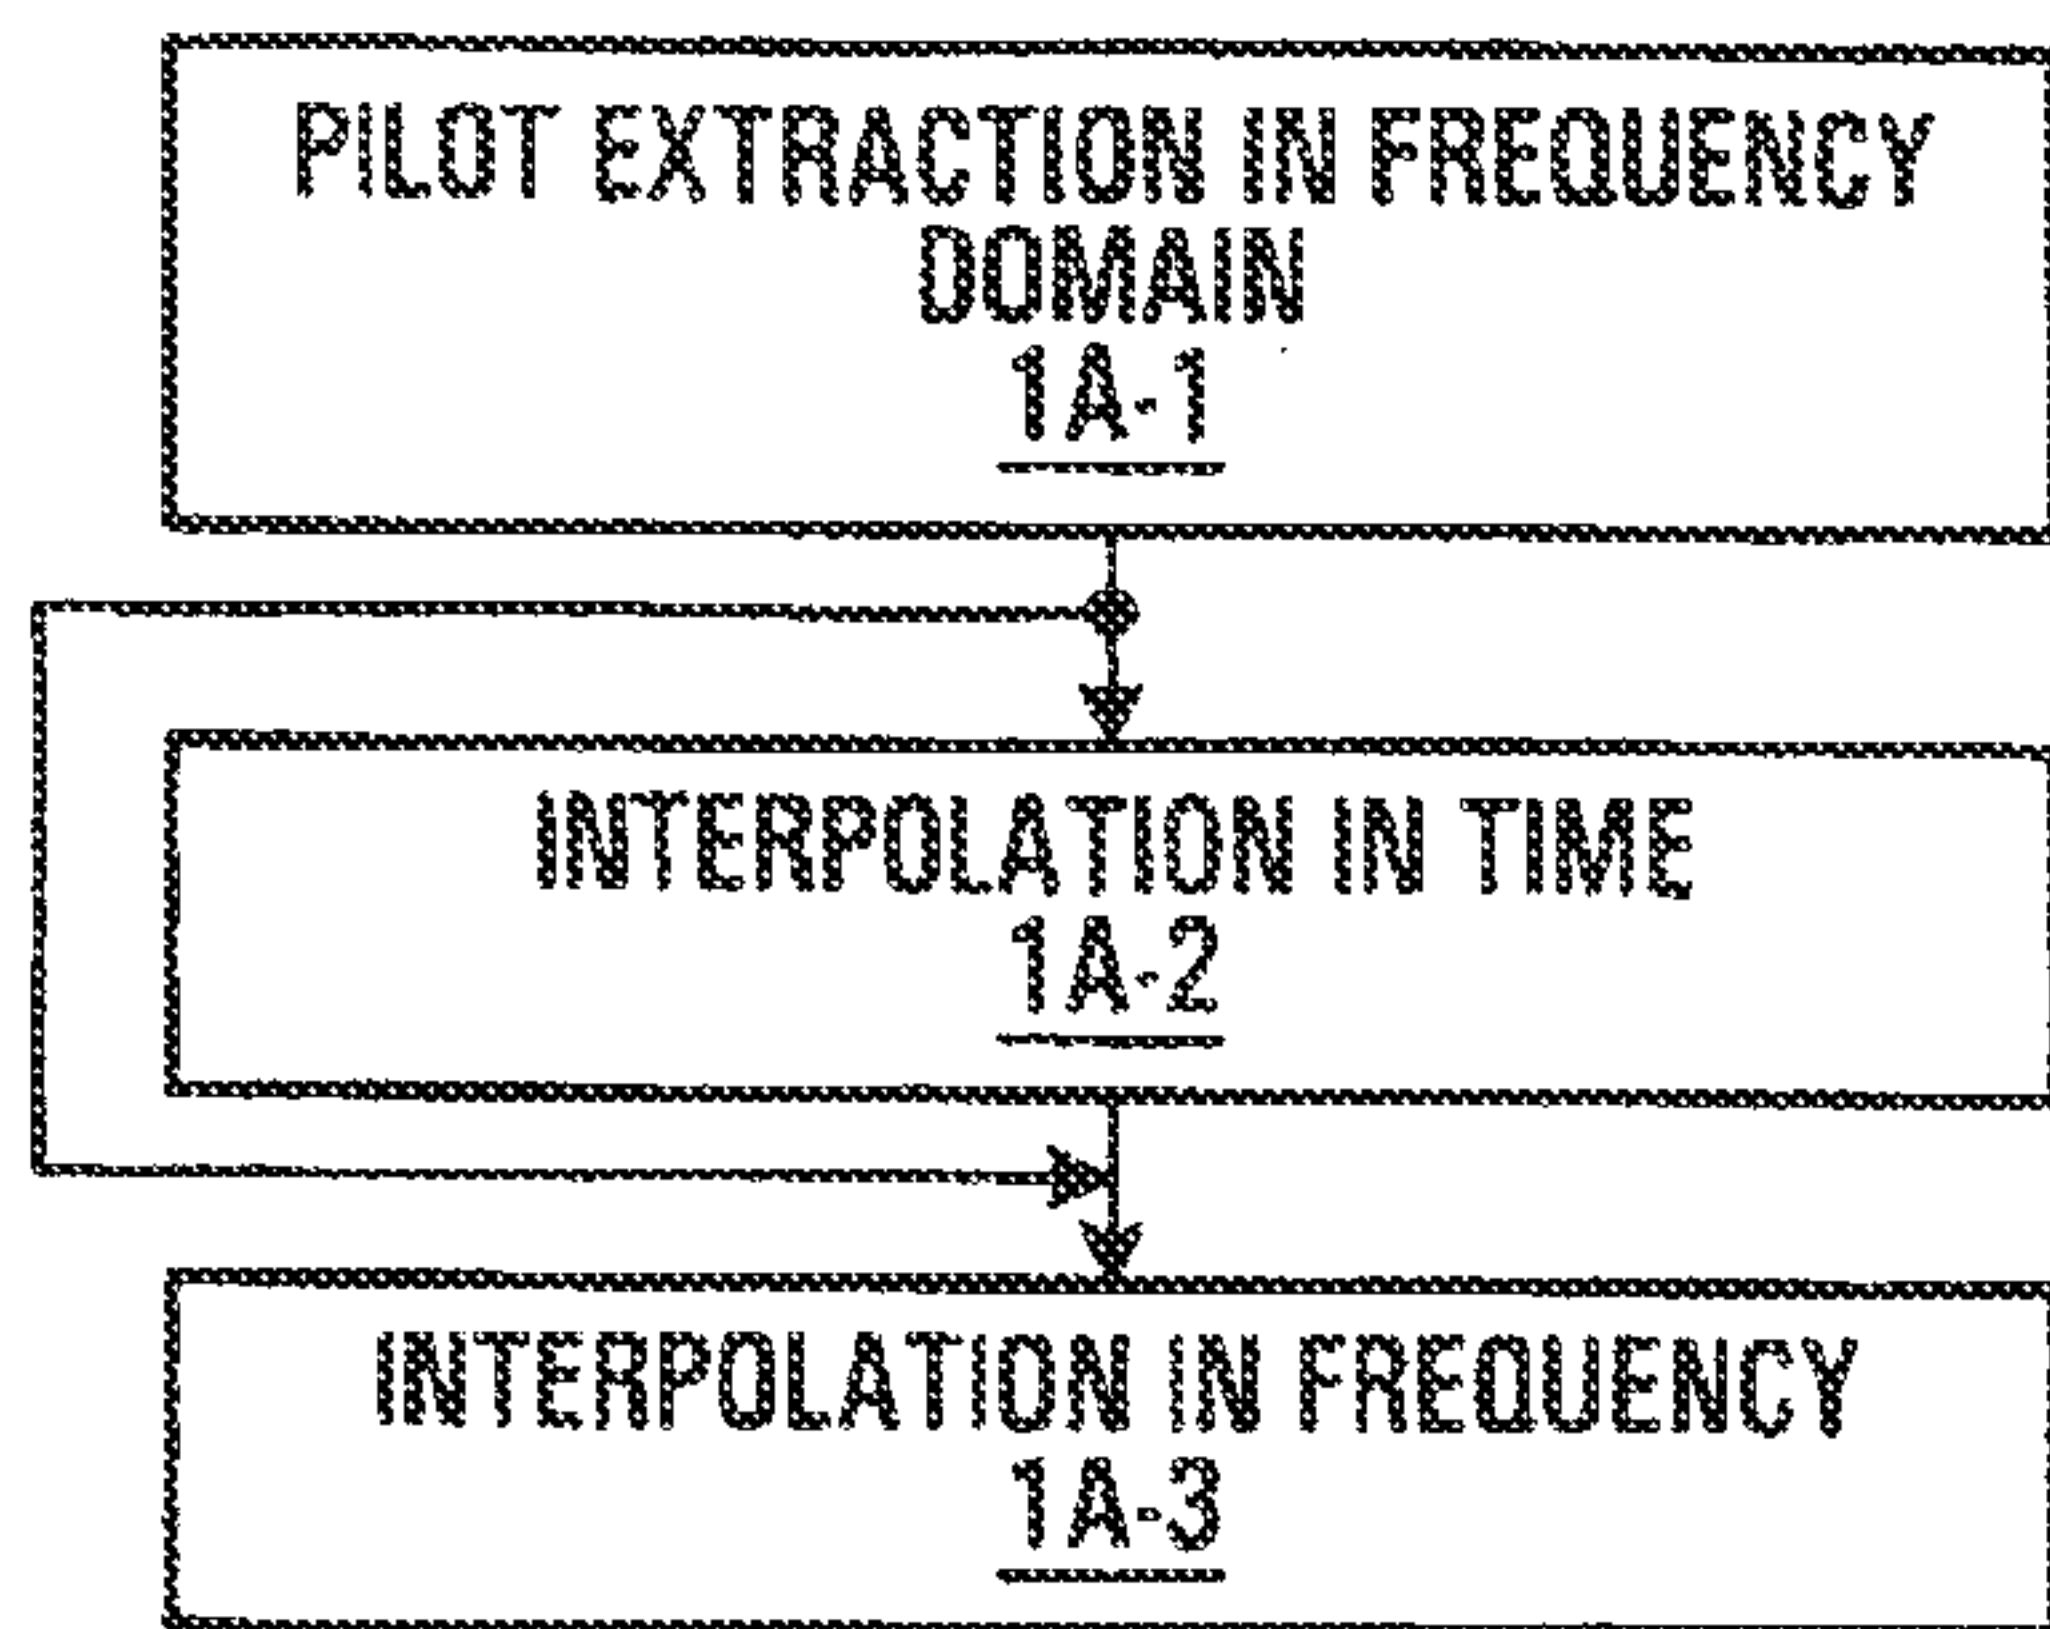 PILOT EXTRACTION IN FREQUENCY
DOMAIN
1A-1
INTERPOLATION IN TIME
1A-2
INTERPOLATION IN FREQUENCY
1A-3